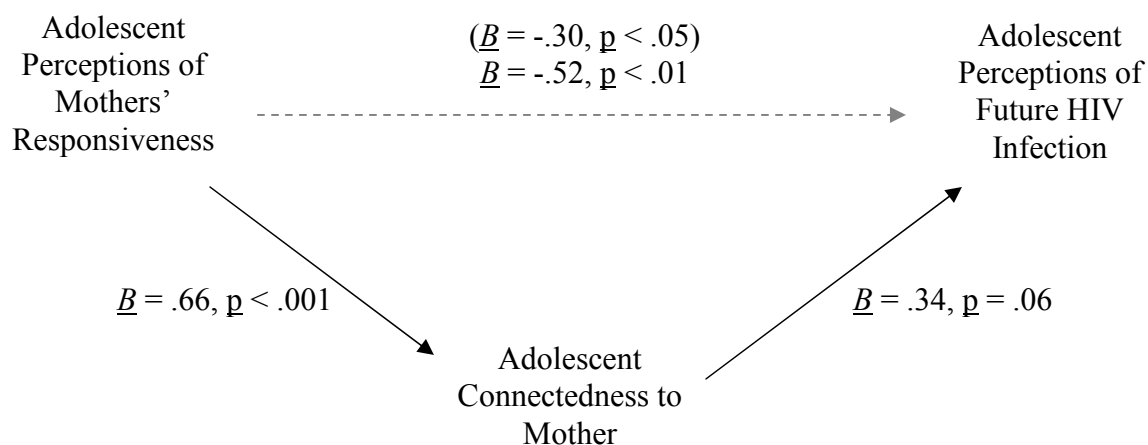 Adolescent
Perceptions of
Mothers’
Responsiveness
(B = -.30, p < .05)
B = -.52, p < .01
Adolescent
Perceptions of
Future HIV
Infection
B = .66, p < .001
B = .34, p = .06
Adolescent
Connectedness to
Mother